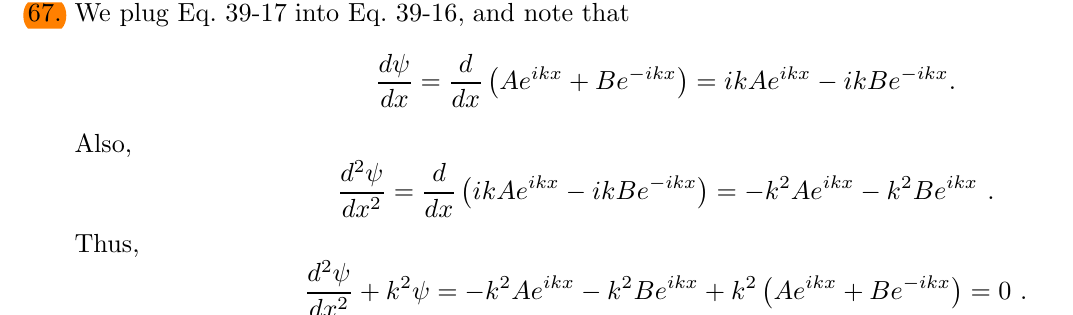 67. We plug Eq. 39-17 into Eq. 39-16, and note that
dψ/dx = d/dx (Ae^{ikx} + Be^{−ikx}) = ikAe^{ikx} − ikBe^{−ikx}.
Also,
d²ψ/dx² = d/dx (ikAe^{ikx} − ikBe^{−ikx}) = −k²Ae^{ikx} − k²Be^{ikx} .
Thus,
d²ψ/dx² + k²ψ = −k²Ae^{ikx} − k²Be^{ikx} + k² (Ae^{ikx} + Be^{−ikx}) = 0 .